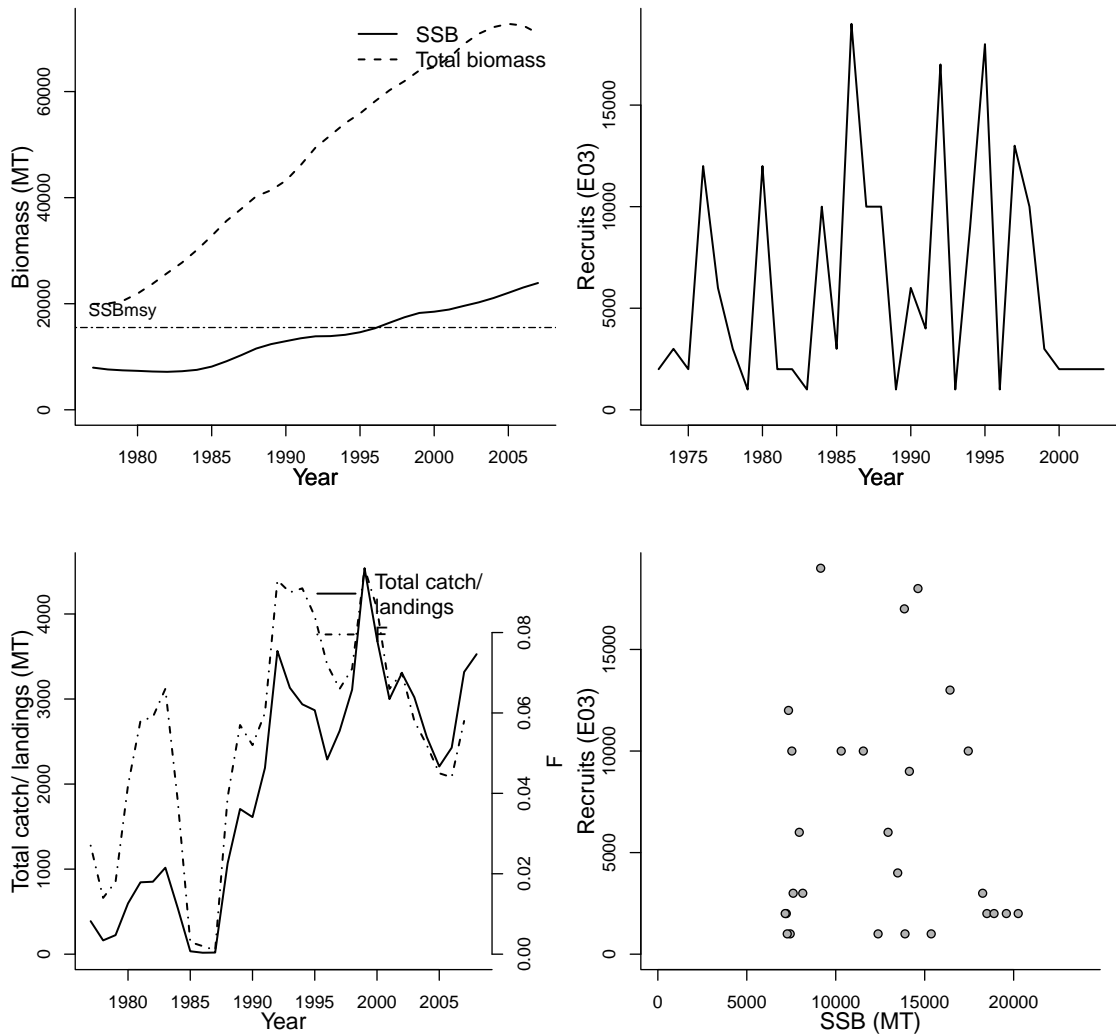 SSB
Total biomass
Biomass (MT)
0
20000
40000
60000
SSBmsy
1980 1985 1990 1995 2000 2005
Year
Recruits (E03)
0
5000
10000
15000
1975 1980 1985 1990 1995 2000
Year
Total catch/
landings
F
Total catch/ landings (MT)
0
1000
2000
3000
4000
F
0.00
0.02
0.04
0.06
0.08
1980 1985 1990 1995 2000 2005
Year
Recruits (E03)
0
5000
10000
15000
0 5000 10000 15000 20000
SSB (MT)